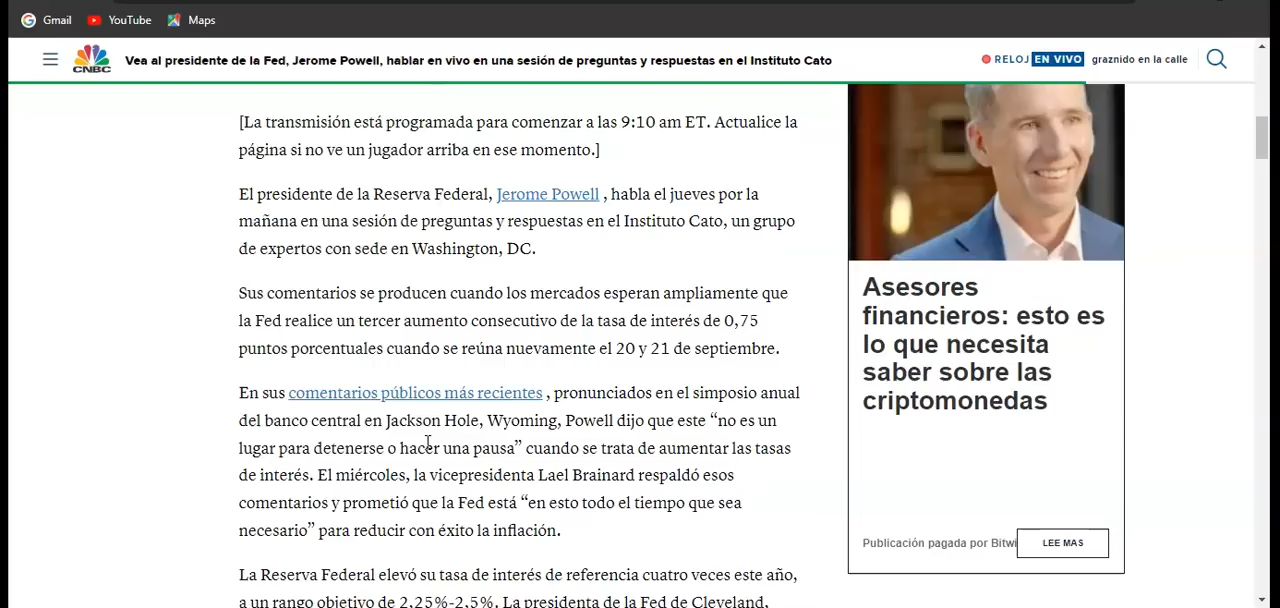 Gmail
YouTube
Maps
CNBC
Vea al presidente de la Fed, Jerome Powell, hablar en vivo en una sesión de preguntas y respuestas en el Instituto Cato
RELOJ EN VIVO
graznido en la calle
[La transmisión está programada para comenzar a las 9:10 am ET. Actualice la
página si no ve un jugador arriba en ese momento.]
El presidente de la Reserva Federal, Jerome Powell , habla el jueves por la
mañana en una sesión de preguntas y respuestas en el Instituto Cato, un grupo
de expertos con sede en Washington, DC.
Sus comentarios se producen cuando los mercados esperan ampliamente que
la Fed realice un tercer aumento consecutivo de la tasa de interés de 0,75
puntos porcentuales cuando se reúna nuevamente el 20 y 21 de septiembre.
En sus comentarios públicos más recientes , pronunciados en el simposio anual
del banco central en Jackson Hole, Wyoming, Powell dijo que este “no es un
lugar para detenerse o hacer una pausa” cuando se trata de aumentar las tasas
de interés. El miércoles, la vicepresidenta Lael Brainard respaldó esos
comentarios y prometió que la Fed está “en esto todo el tiempo que sea
necesario” para reducir con éxito la inflación.
La Reserva Federal elevó su tasa de interés de referencia cuatro veces este año,
a un rango objetivo de 2,25%-2,5%. La presidenta de la Fed de Cleveland,
Asesores
financieros: esto es
lo que necesita
saber sobre las
criptomonedas
Publicación pagada por Bitwi
LEE MAS